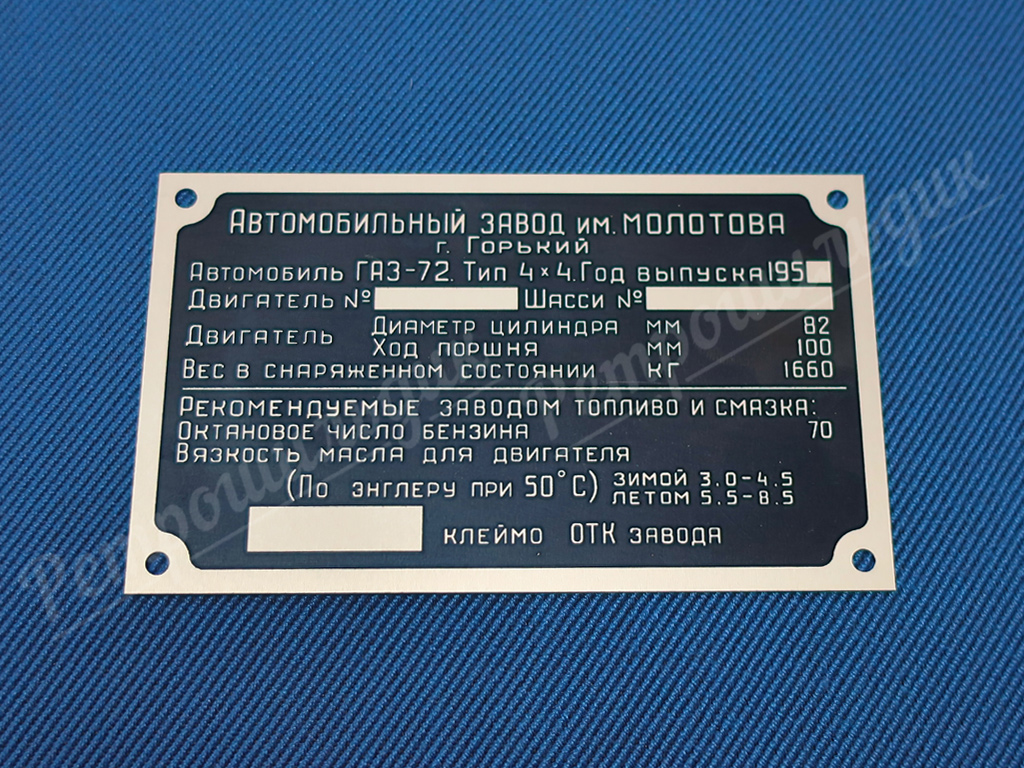 Автомобильный завод им. Молотова
г. Горький
Автомобиль ГАЗ-72. Тип 4×4. Год выпуска 195
Двигатель № Шасси №
Двигатель Диаметр цилиндра мм 82
Ход поршня мм 100
Вес в снаряженном состоянии кг 1660
Рекомендуемые заводом топливо и смазка:
Октановое число бензина 70
Вязкость масла для двигателя
(По энглеру при 50°С) зимой 3.0-4.5
летом 5.5-8.5
клеймо ОТК завода
Ретрошильдик
Ретрошильдик